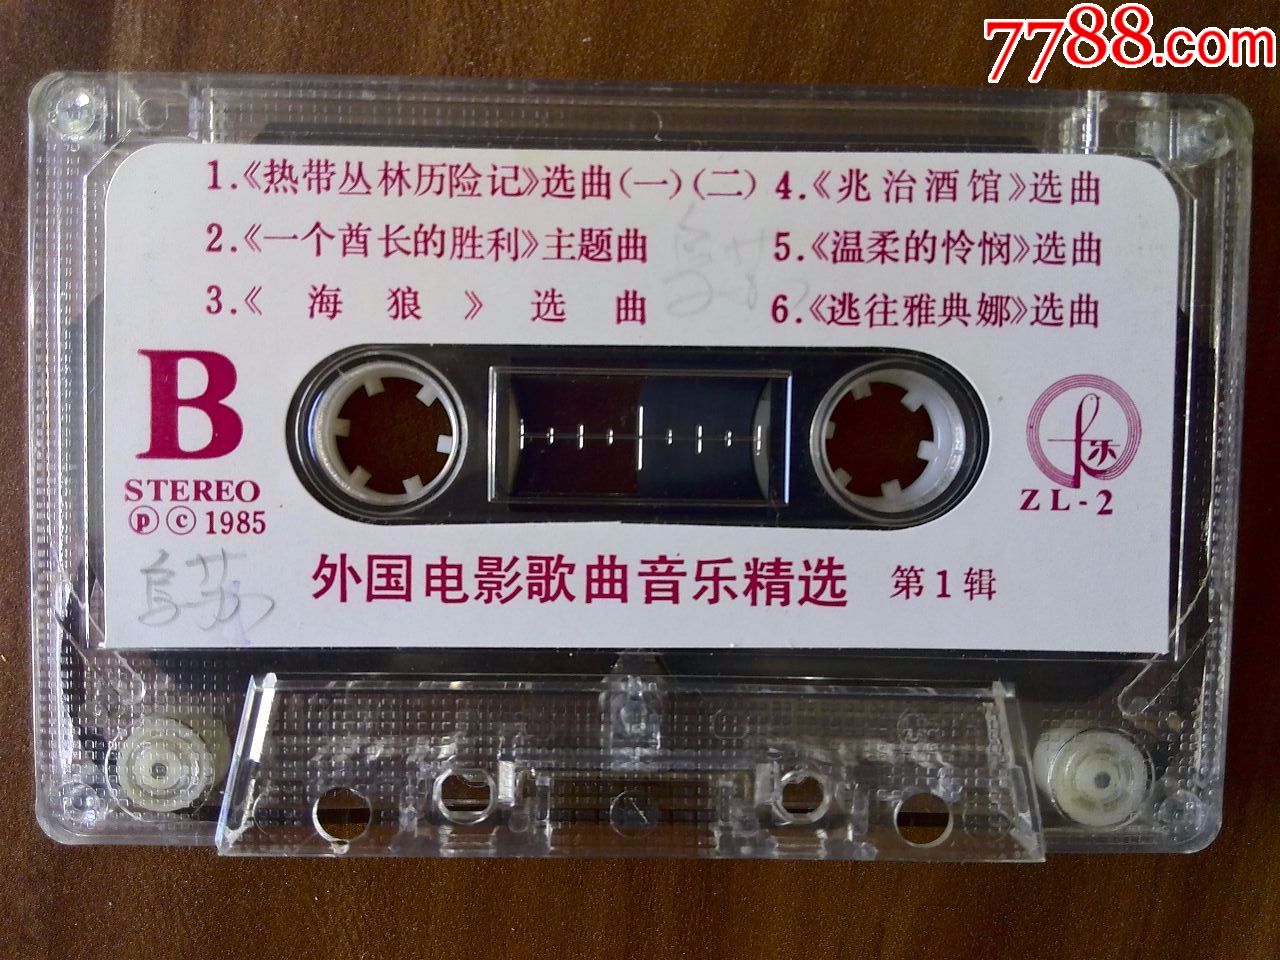 7788.com
1.《热带丛林历险记》选曲(一)(二)
2.《一个酋长的胜利》主题曲
3.《海狼》选曲
4.《兆治酒馆》选曲
5.《温柔的怜悯》选曲
6.《逃往雅典娜》选曲
B
STEREO
Ⓟ Ⓒ 1985
乐
ZL-2
外国电影歌曲音乐精选 第1辑